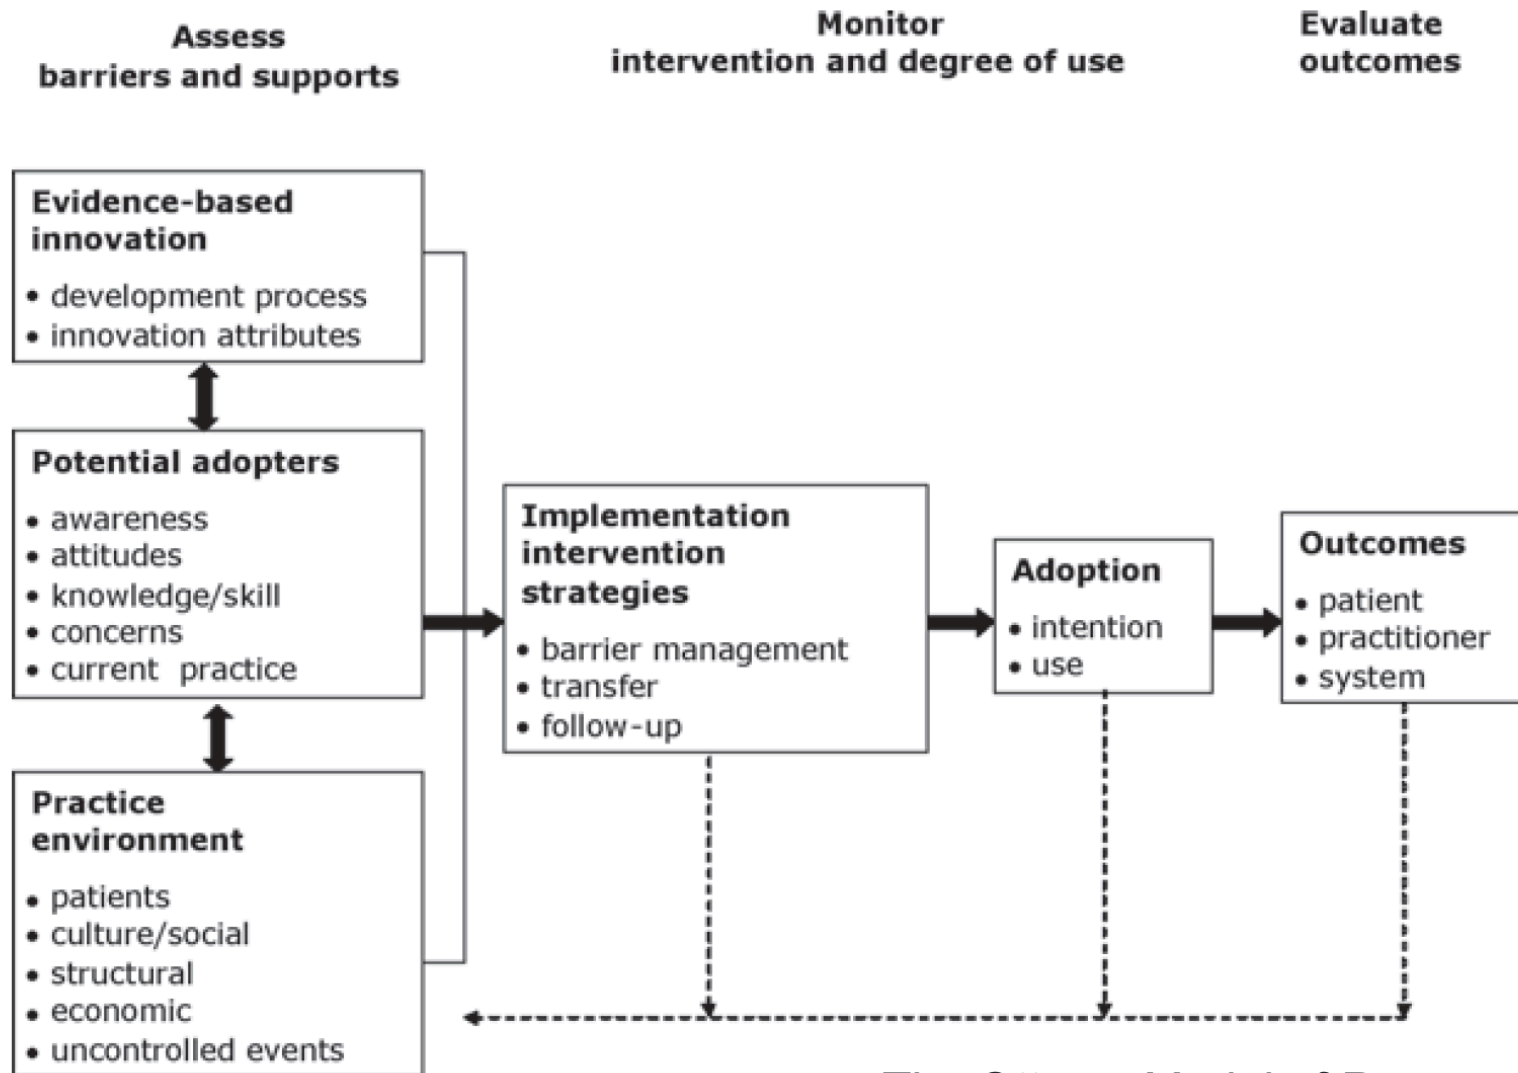 Assess
barriers and supports
Monitor
intervention and degree of use
Evaluate
outcomes
Evidence-based
innovation
• development process
• innovation attributes
Potential adopters
• awareness
• attitudes
• knowledge/skill
• concerns
• current practice
Practice
environment
• patients
• culture/social
• structural
• economic
• uncontrolled events
Implementation
intervention
strategies
• barrier management
• transfer
• follow-up
Adoption
• intention
• use
Outcomes
• patient
• practitioner
• system